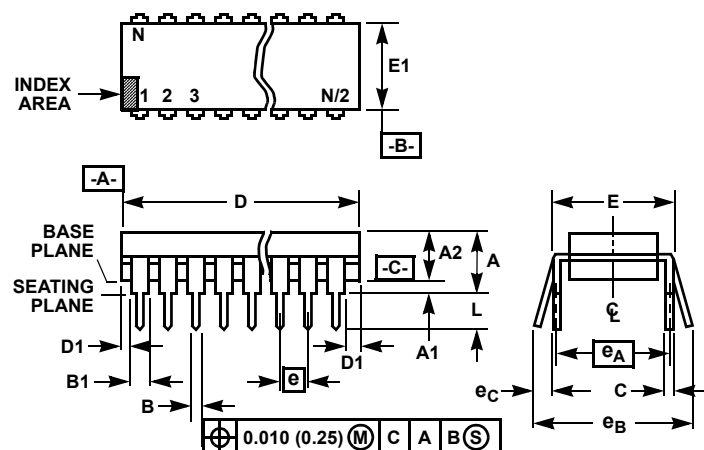 N
E1
INDEX
AREA
1 2 3 N/2
-B-
-A-
D
E
BASE
PLANE
A2
A
-C-
SEATING
PLANE
L
C
L
D1
A1
D1
B1
e
eA
eC
C
B
eB
0.010 (0.25) M C A B S